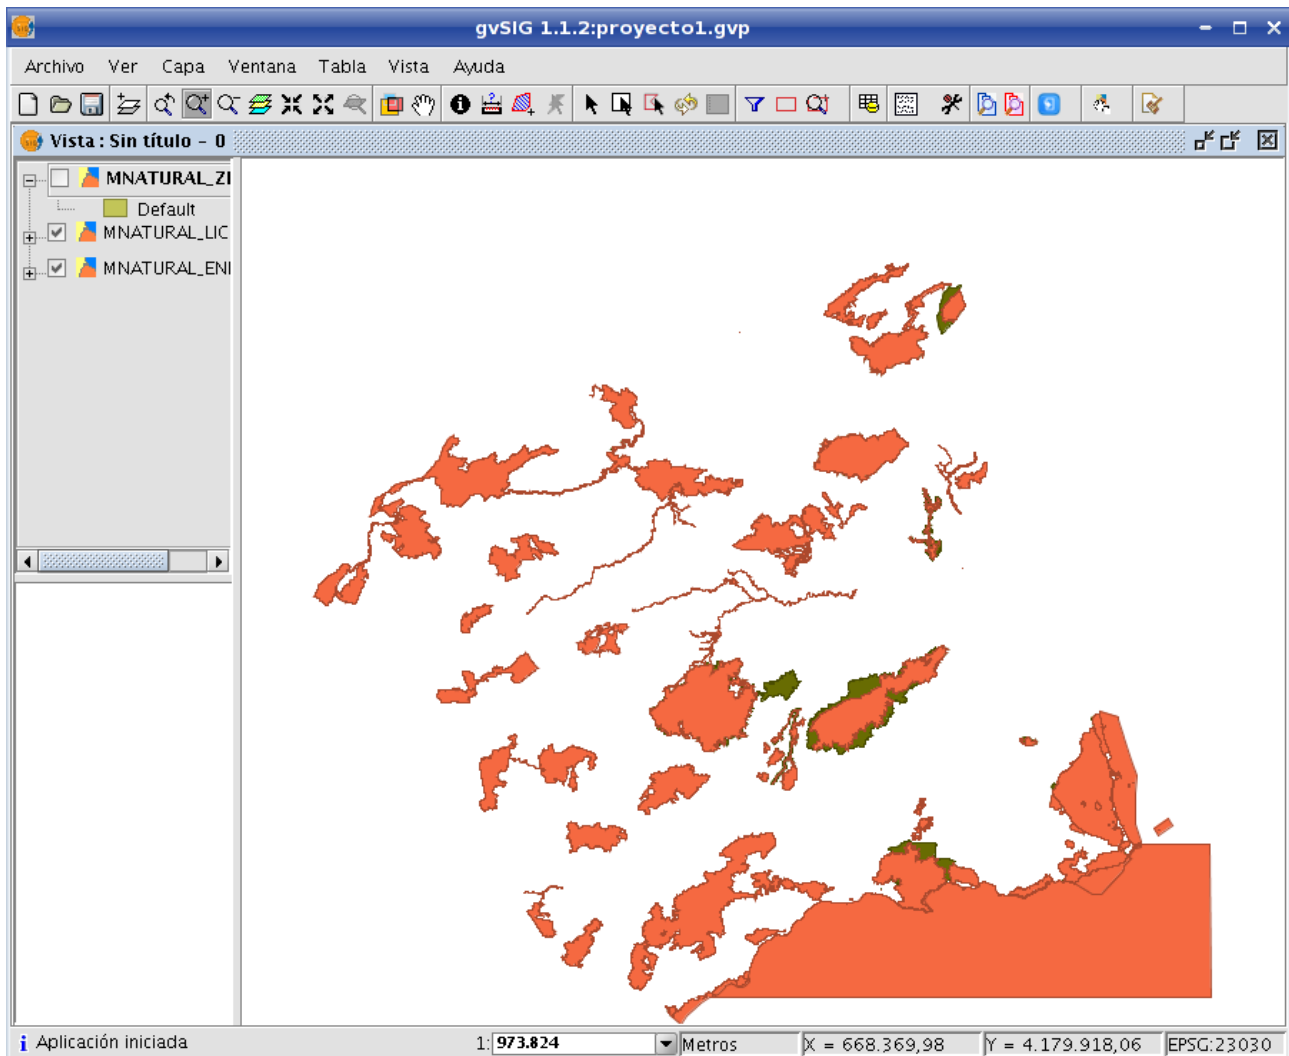 gvSIG 1.1.2:proyecto1.gvp
Archivo Ver Capa Ventana Tabla Vista Ayuda
Vista : Sin título - 0
MNATURAL_ZI
Default
MNATURAL_LIC
MNATURAL_ENI
Aplicación iniciada 1: 973.824 Metros X = 668.369,98 Y = 4.179.918,06 EPSG:23030